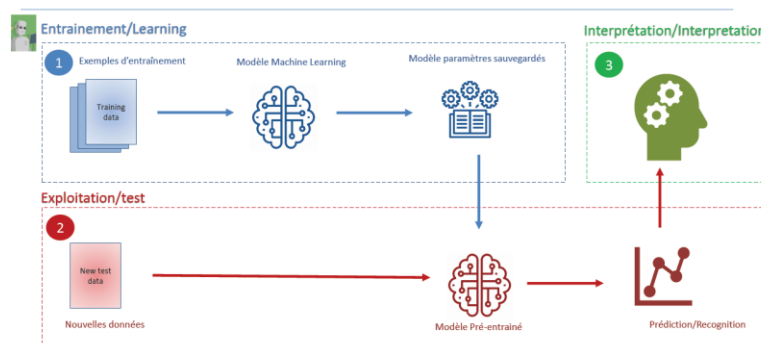 Entrainement/Learning
Interprétation/Interpretation
1
Exemples d'entraînement
Modèle Machine Learning
Modèle paramètres sauvegardés
3
Training
data
Exploitation/test
2
New test
data
Nouvelles données
Modèle Pré-entrainé
Prédiction/Recognition